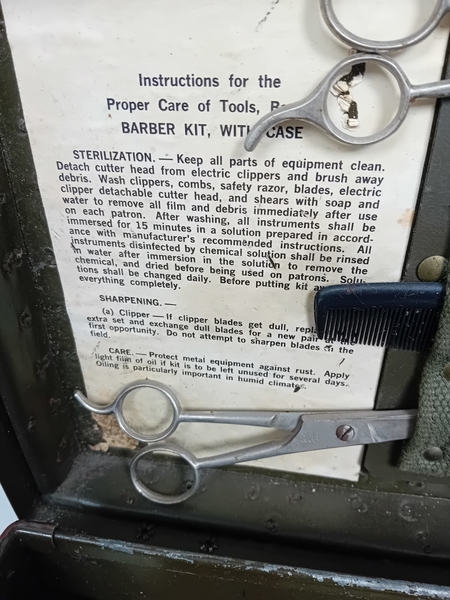 Instructions for the
Proper Care of Tools,
BARBER KIT, WITH CASE
STERILIZATION. — Keep all parts of equipment clean.
Detach cutter head from electric clippers and brush away
debris. Wash clippers, combs, safety razor, blades, electric
clipper detachable cutter head, and shears with soap and
water to remove all film and debris immediately after use
on each patron. After washing, all instruments shall be
immersed for 15 minutes in a solution prepared in accord-
ance with manufacturer's recommended instructions. All
instruments disinfected by chemical solution shall be rinsed
in water after immersion in the solution to remove the
chemical, and dried before being used on patrons. Solu-
tions shall be changed daily. Before putting kit
everything completely.
SHARPENING. —
(a) Clipper — If clipper blades get dull,
extra set and exchange dull blades for a new pair at the
first opportunity. Do not attempt to sharpen blades in the
field.
CARE. — Protect metal equipment against rust. Apply
light film of oil if kit is to be left unused for several days.
Oiling is particularly important in humid climates.